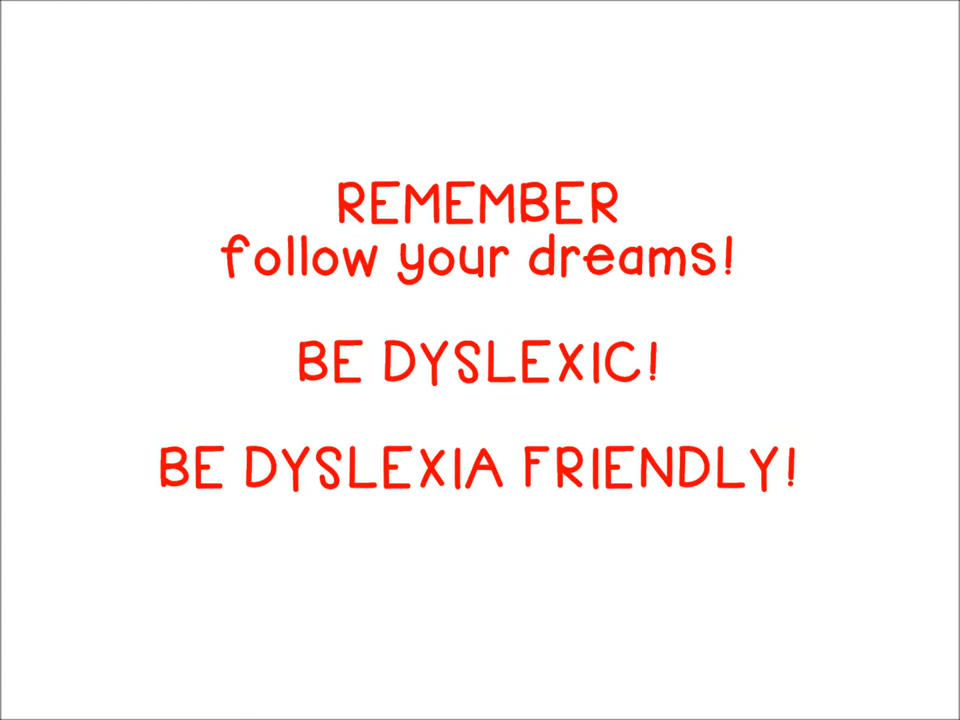 REMEMBER
follow your dreams!
BE DYSLEXIC!
BE DYSLEXIA FRIENDLY!